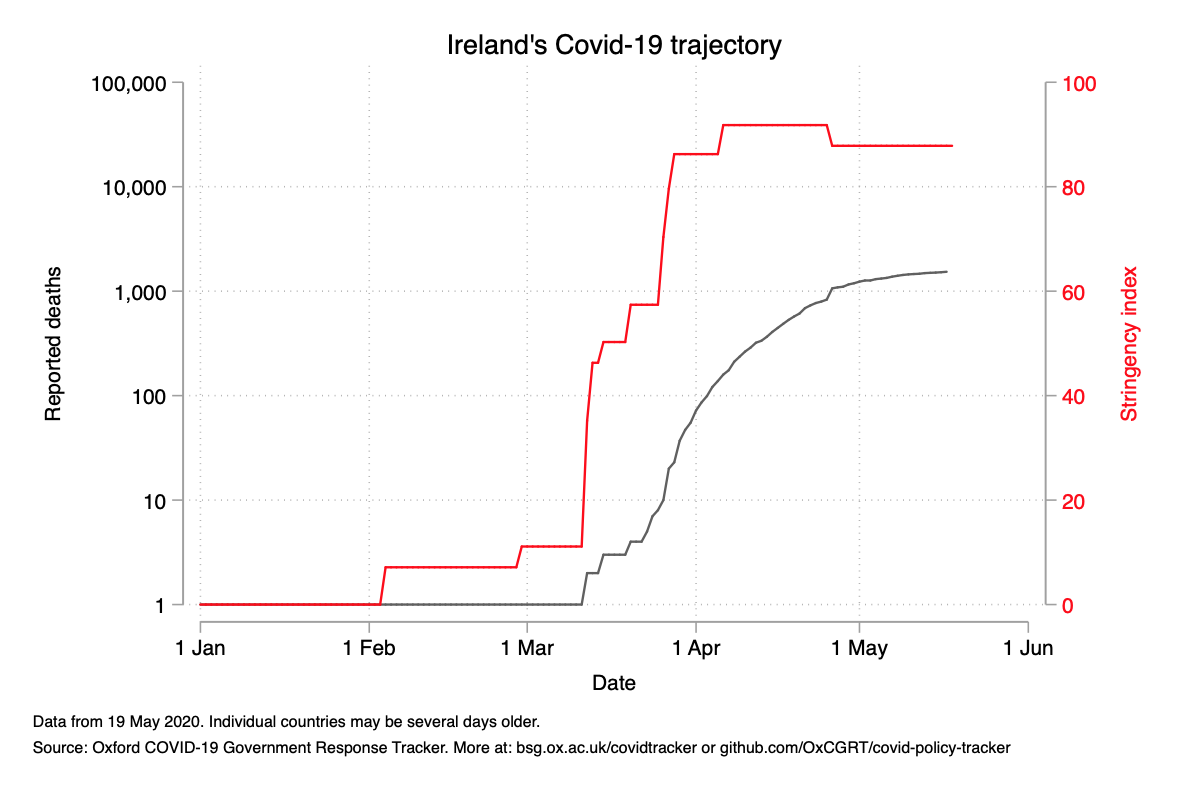 Ireland's Covid-19 trajectory
100,000
10,000
1,000
100
10
1
Reported deaths
100
80
60
40
20
0
Stringency index
1 Jan
1 Feb
1 Mar
1 Apr
1 May
1 Jun
Date
Data from 19 May 2020. Individual countries may be several days older.
Source: Oxford COVID-19 Government Response Tracker. More at: bsg.ox.ac.uk/covidtracker or github.com/OxCGRT/covid-policy-tracker